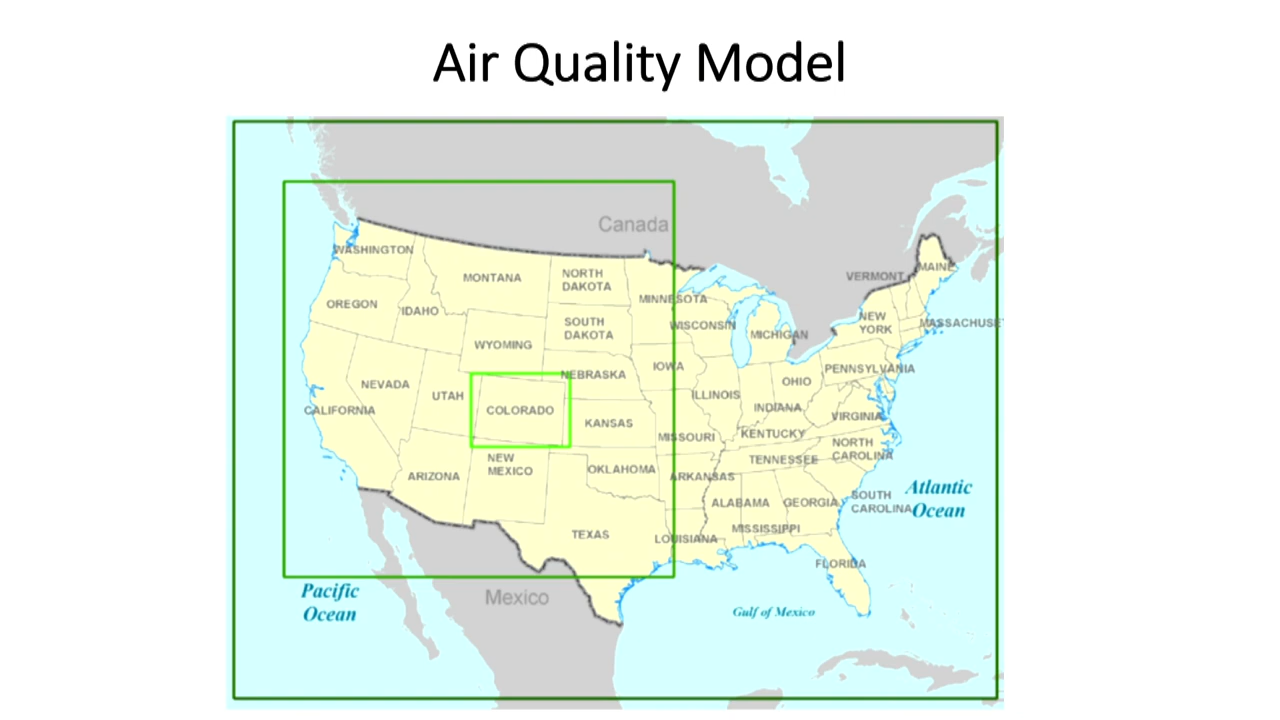 Air Quality Model
Canada
WASHINGTON
MONTANA
NORTH
DAKOTA
MINNESOTA
VERMONT
MAINE
OREGON
IDAHO
SOUTH
DAKOTA
WISCONSIN
MICHIGAN
NEW
YORK
MASSACHUSE
WYOMING
NEBRASKA
IOWA
OHIO
PENNSYLVANIA
NEVADA
UTAH
COLORADO
ILLINOIS
INDIANA
CALIFORNIA
KANSAS
MISSOURI
KENTUCKY
VIRGINIA
NEW
MEXICO
OKLAHOMA
ARKANSAS
TENNESSEE
NORTH
CAROLINA
ARIZONA
ALABAMA
GEORGIA
SOUTH
CAROLINA
Atlantic
Ocean
TEXAS
LOUISIANA
MISSISSIPPI
FLORIDA
Pacific
Ocean
Mexico
Gulf of Mexico